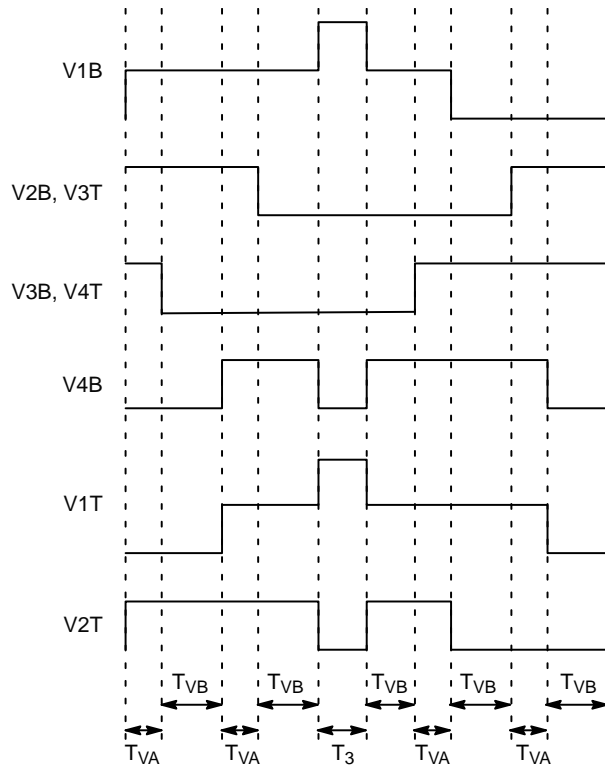 V1B
V2B, V3T
V3B, V4T
V4B
V1T
V2T
TVB TVB TVB TVB TVB
TVA TVA T3 TVA TVA